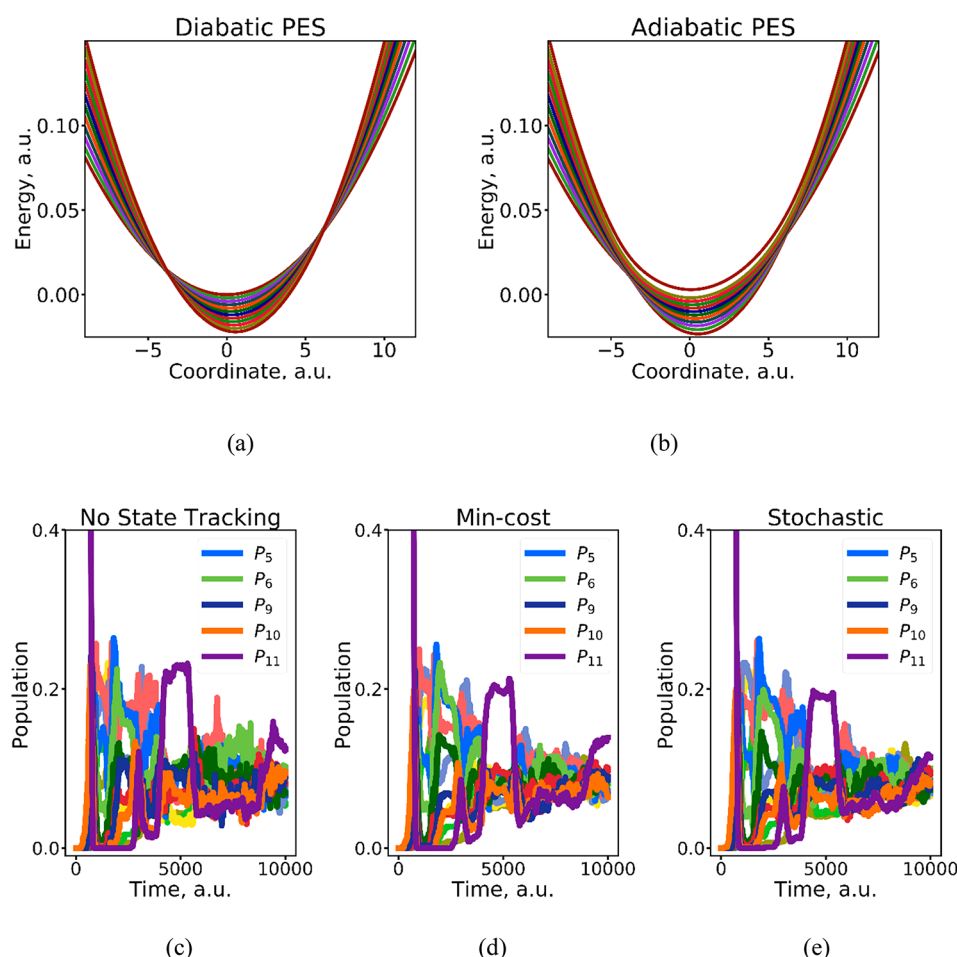 Diabatic PES
Energy, a.u.
0.10
0.05
0.00
−5 0 5 10
Coordinate, a.u.
(a)
Adiabatic PES
Energy, a.u.
0.10
0.05
0.00
−5 0 5 10
Coordinate, a.u.
(b)
No State Tracking
Population
0.4
0.2
0.0
P5
P6
P9
P10
P11
0 5000 10000
Time, a.u.
(c)
Min-cost
Population
0.4
0.2
0.0
P5
P6
P9
P10
P11
0 5000 10000
Time, a.u.
(d)
Stochastic
Population
0.4
0.2
0.0
P5
P6
P9
P10
P11
0 5000 10000
Time, a.u.
(e)